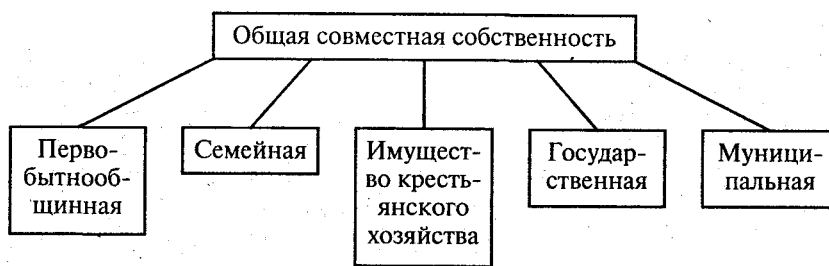 Общая совместная собственность
Перво-
бытнооб-
щинная
Семейная
Имущест-
во кресть-
янского
хозяйства
Государ-
ственная
Муници-
пальная